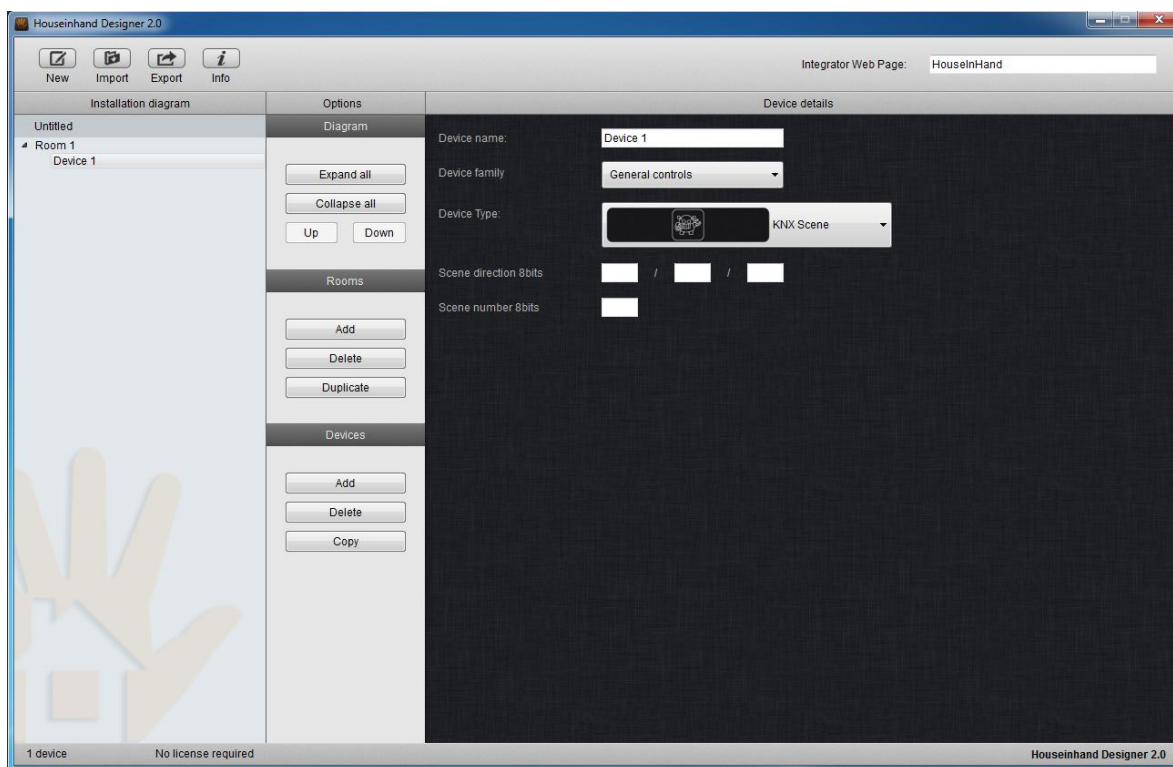 Houseinhand Designer 2.0
New Import Export Info
Integrator Web Page: HouseInHand
Installation diagram
Options
Device details
Untitled
Room 1
Device 1
Diagram
Expand all
Collapse all
Up Down
Rooms
Add
Delete
Duplicate
Devices
Add
Delete
Copy
Device name: Device 1
Device family General controls
Device Type: KNX Scene
Scene direction 8bits / /
Scene number 8bits
1 device No license required Houseinhand Designer 2.0